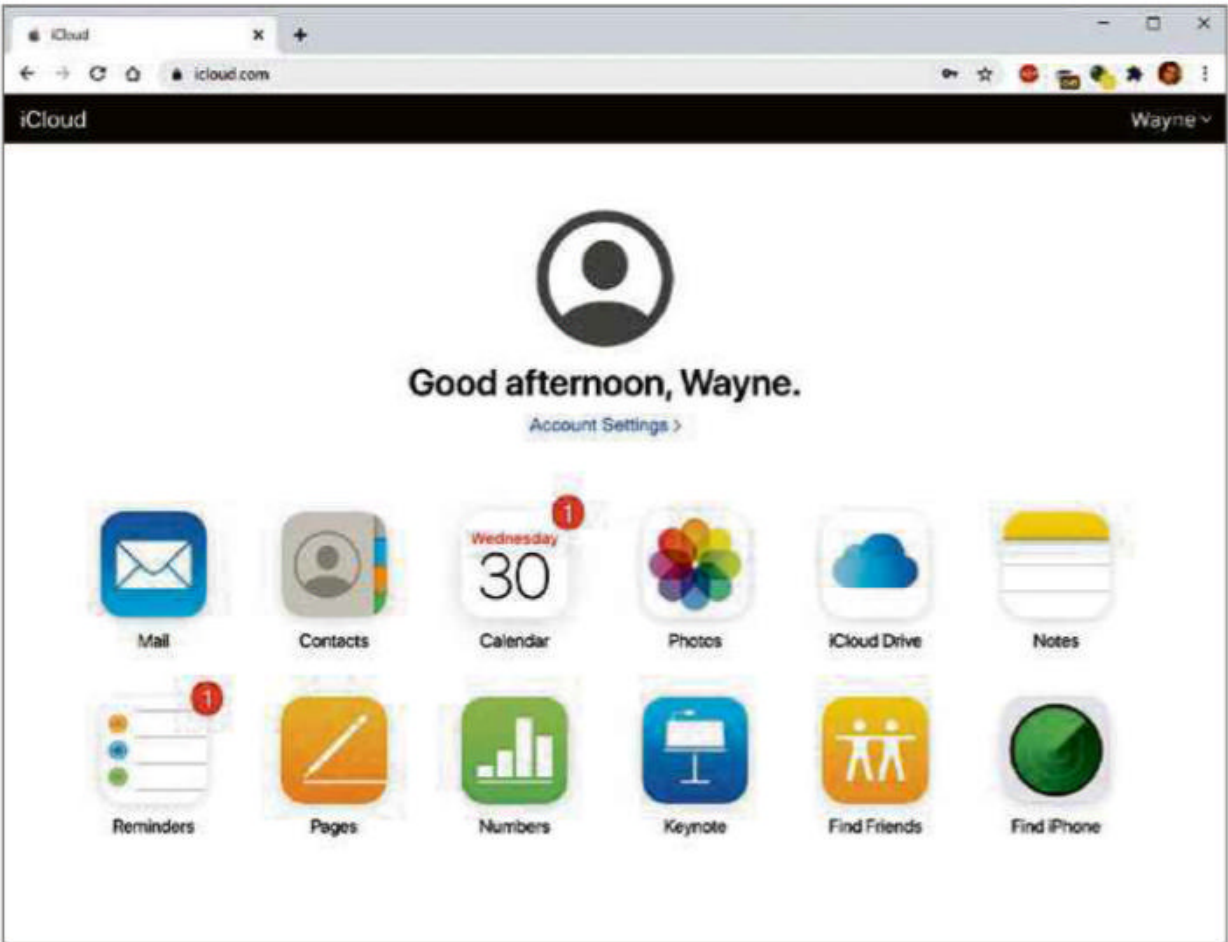 iCloud
icloud.com
iCloud
Wayne
Good afternoon, Wayne.
Account Settings >
1
Wednesday
30
Mail
Contacts
Calendar
Photos
iCloud Drive
Notes
1
Reminders
Pages
Numbers
Keynote
Find Friends
Find iPhone